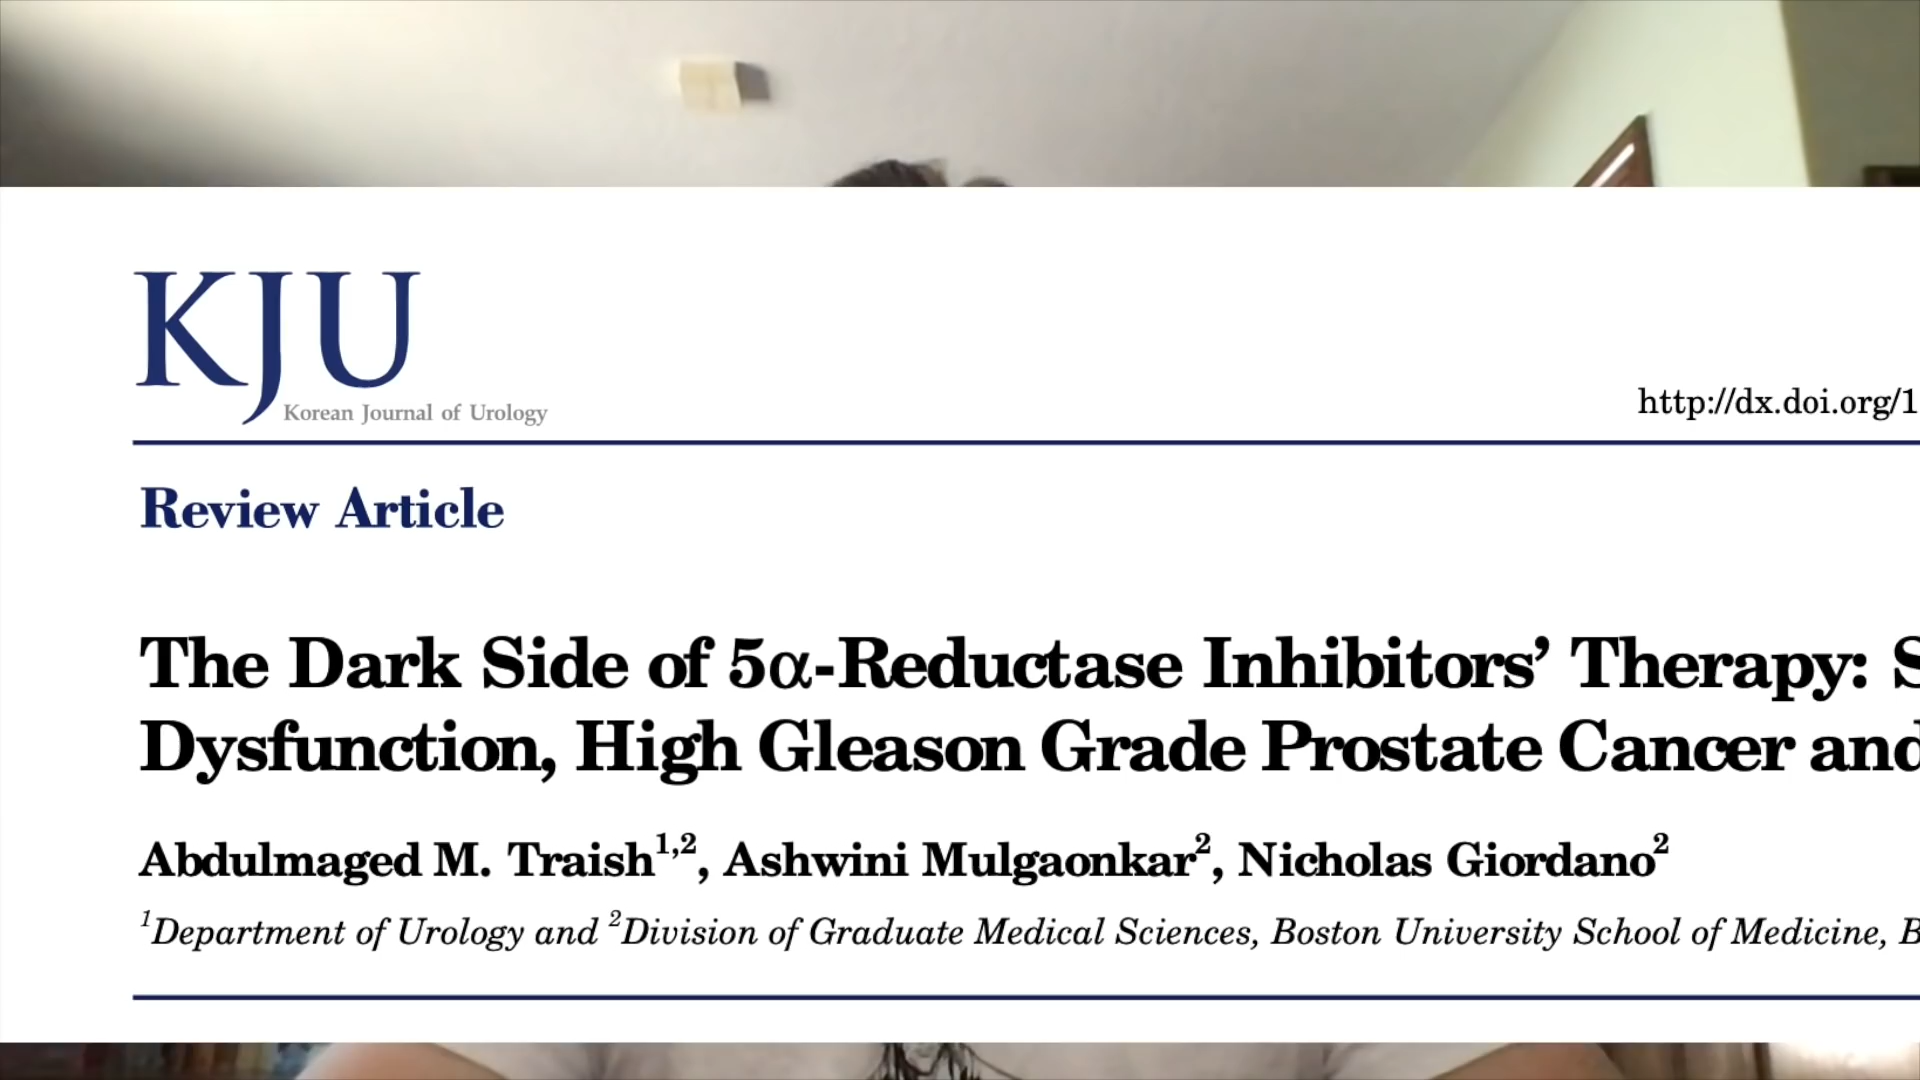 KJU
Korean Journal of Urology
http://dx.doi.org/1
Review Article
The Dark Side of 5α-Reductase Inhibitors’ Therapy: S
Dysfunction, High Gleason Grade Prostate Cancer and
Abdulmaged M. Traish1,2, Ashwini Mulgaonkar2, Nicholas Giordano2
1Department of Urology and 2Division of Graduate Medical Sciences, Boston University School of Medicine, B